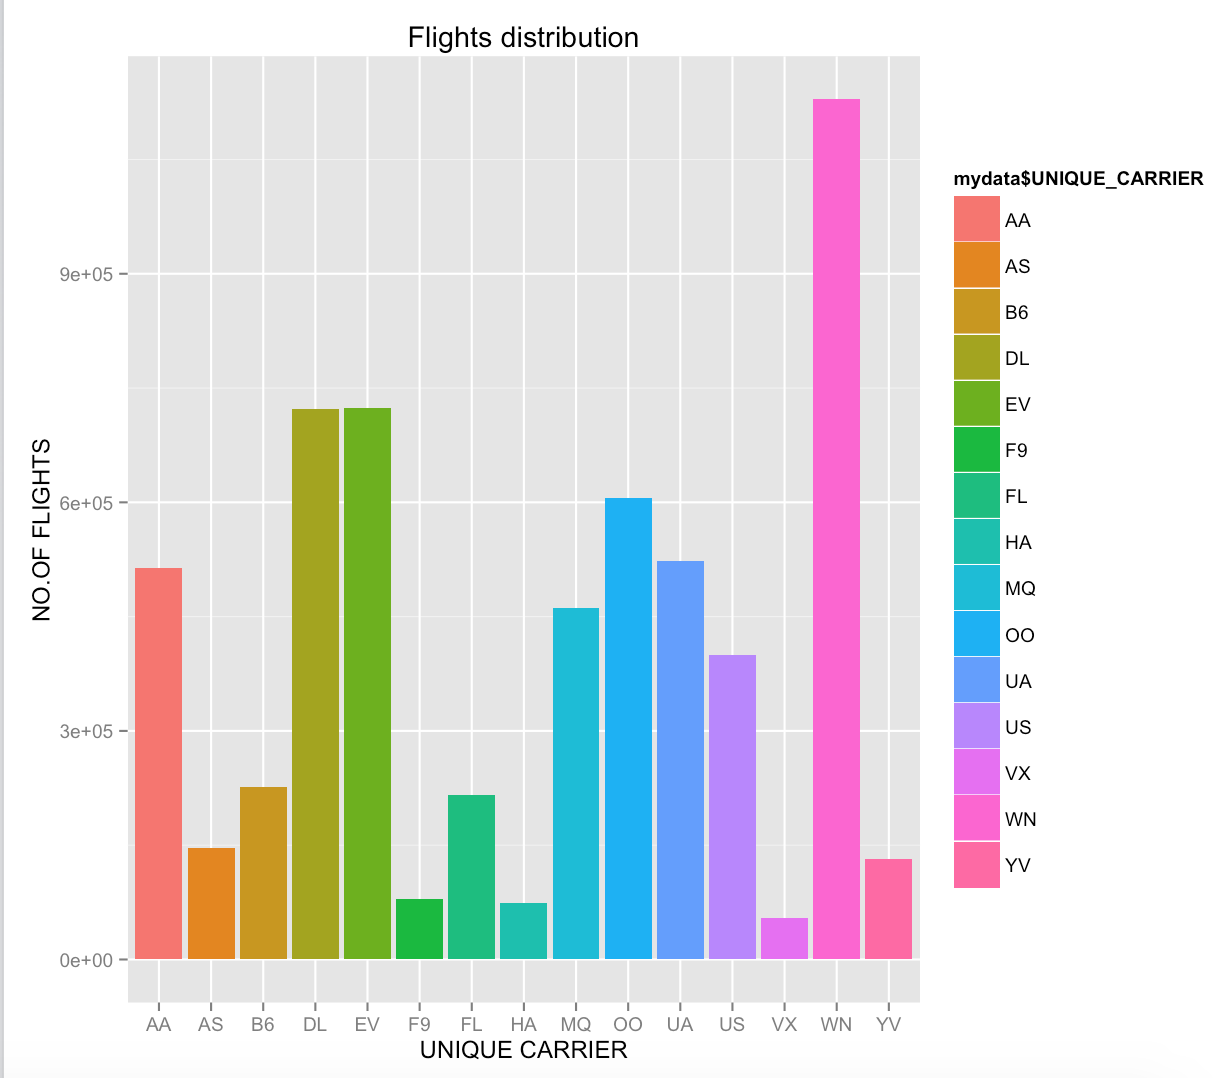 Flights distribution
NO.OF FLIGHTS
9e+05
6e+05
3e+05
0e+00
AA AS B6 DL EV F9 FL HA MQ OO UA US VX WN YV
UNIQUE CARRIER
mydata$UNIQUE_CARRIER
AA
AS
B6
DL
EV
F9
FL
HA
MQ
OO
UA
US
VX
WN
YV